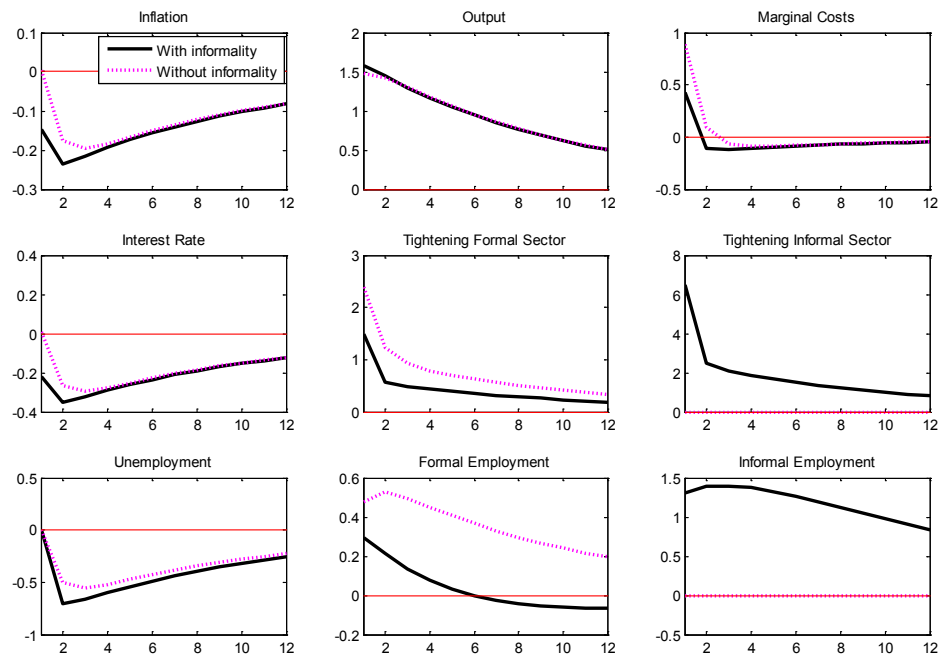 Inflation
Output
Marginal Costs
0.1
0
-0.1
-0.2
-0.3
With informality
Without informality
2 4 6 8 10 12
2
1.5
1
0.5
0
2 4 6 8 10 12
1
0.5
0
-0.5
2 4 6 8 10 12
Interest Rate
Tightening Formal Sector
Tightening Informal Sector
0.4
0.2
0
-0.2
-0.4
2 4 6 8 10 12
3
2
1
0
2 4 6 8 10 12
8
6
4
2
0
2 4 6 8 10 12
Unemployment
Formal Employment
Informal Employment
0.5
0
-0.5
-1
2 4 6 8 10 12
0.6
0.4
0.2
0
-0.2
2 4 6 8 10 12
1.5
1
0.5
0
-0.5
2 4 6 8 10 12